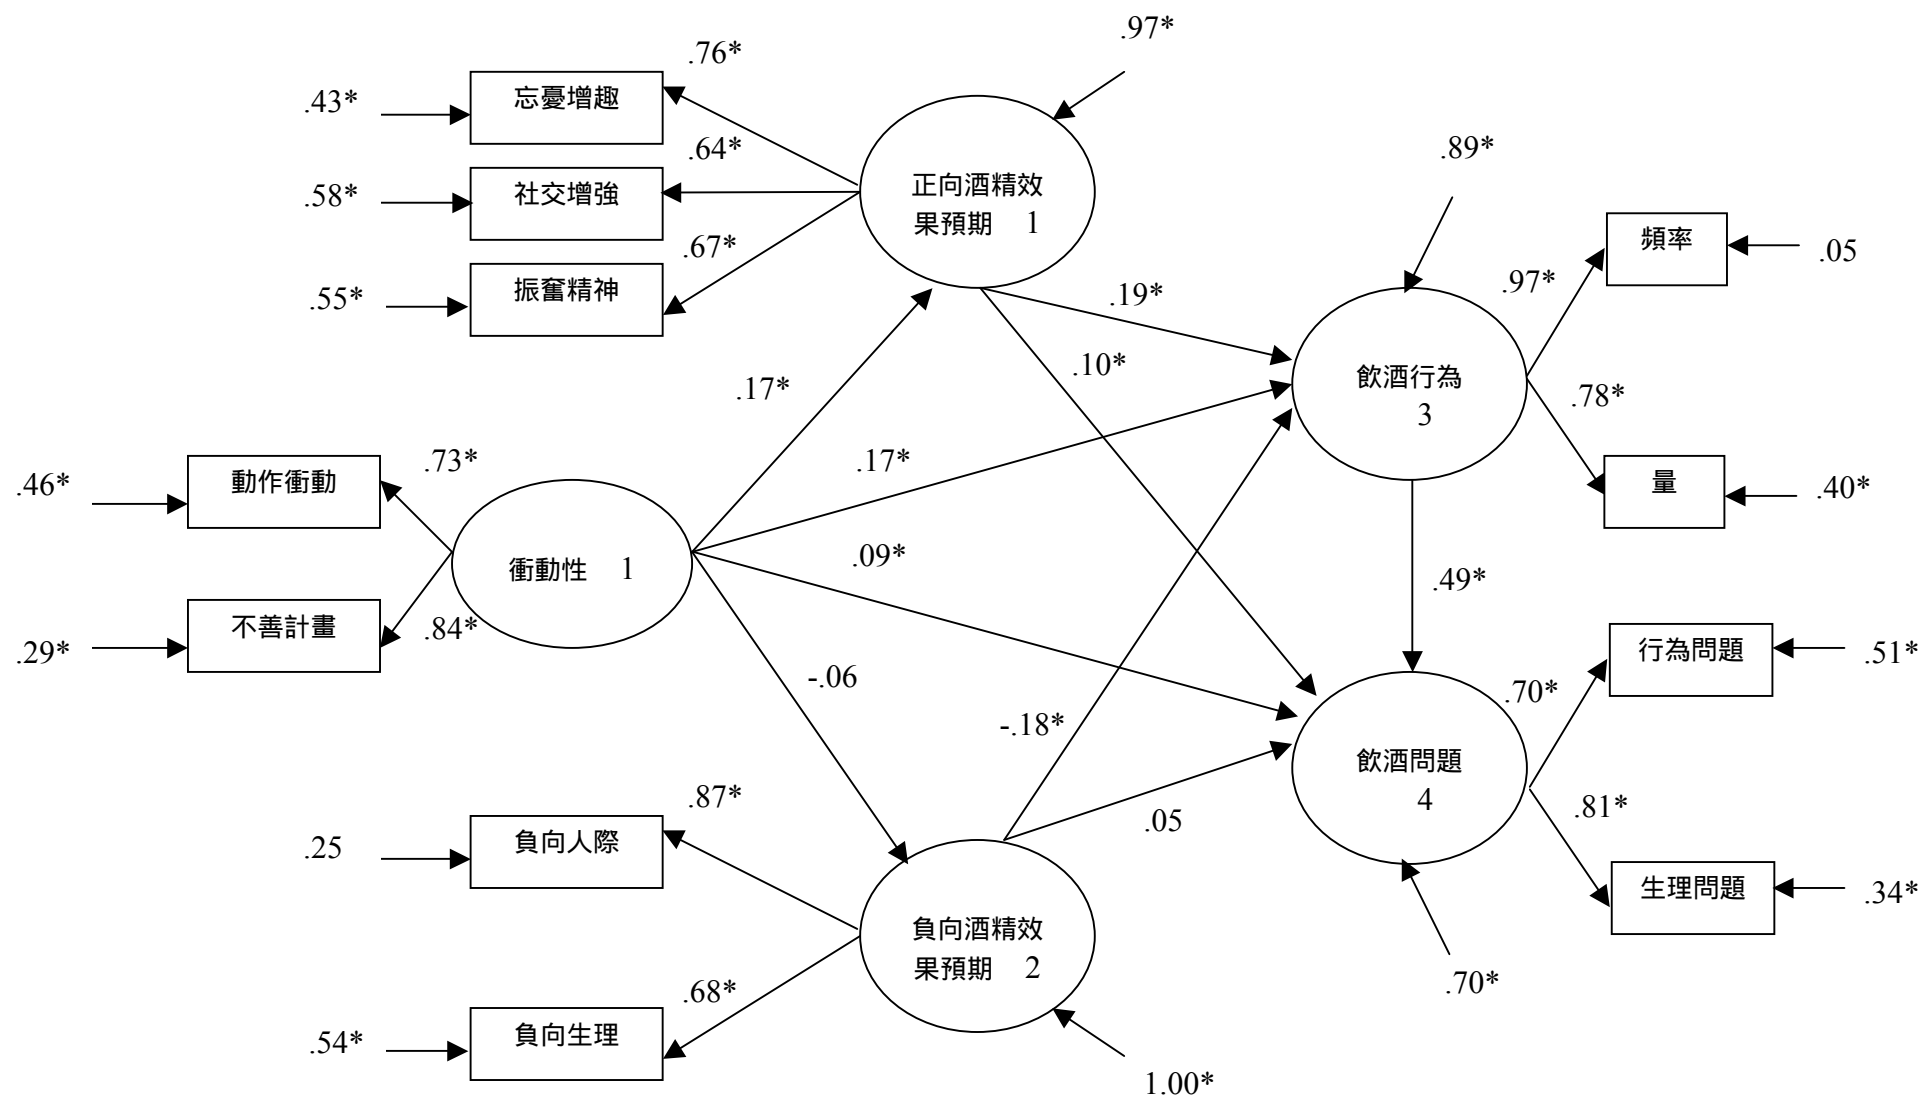 .97*
.76*
忘憂增趣
.43*
.64*
.89*
社交增強
正向酒精效
果預期 1
.58*
.67*
頻率
.05
振奮精神
.55*
.97*
.19*
.10*
.17*
飲酒行為
3
.78*
.73*
.17*
動作衝動
.46*
量
.40*
.09*
衝動性 1
.49*
不善計畫
.84*
.29*
行為問題
.51*
-.06
.70*
-.18*
飲酒問題
4
.87*
.81*
.05
負向人際
.25
生理問題
.34*
負向酒精效
果預期 2
.68*
.70*
負向生理
.54*
1.00*